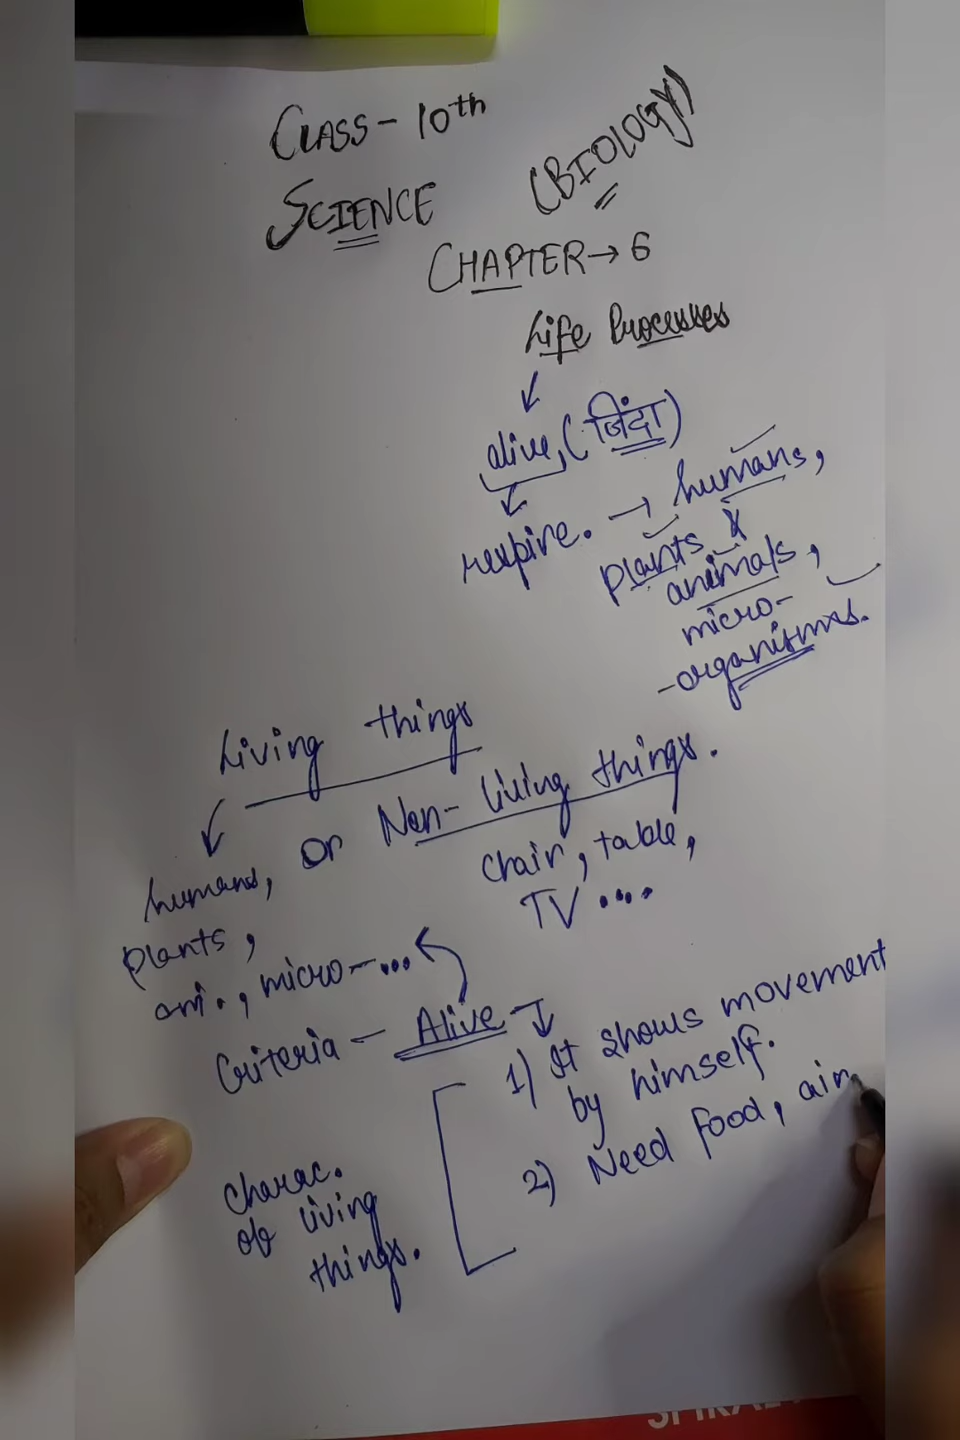 CLASS - 10th
SCIENCE (BIOLOGY)
CHAPTER → 6
Life Processes
alive, (जिंदा)
respire. → humans,
plants &
animals,
micro-
-organisms.
Living things
or Non-living things.
humans,
plants,
ani., micro-...
chair, table,
TV ....
Criteria - Alive →
1) It shows movement
by himself.
2) Need food, air
charac.
of living
things.